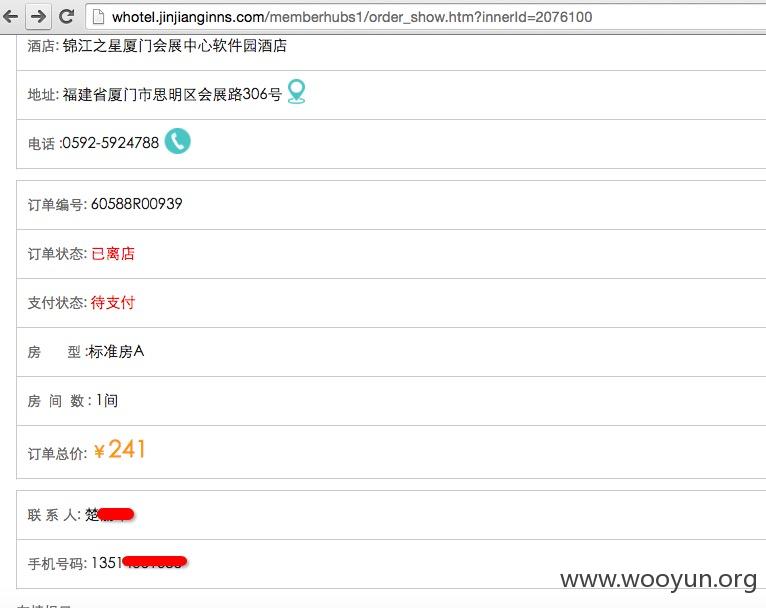 whotel.jinjianginns.com/memberhubs1/order_show.htm?innerId=2076100
酒店: 锦江之星厦门会展中心软件园酒店
地址: 福建省厦门市思明区会展路306号
电话 :0592-5924788
订单编号: 60588R00939
订单状态: 已离店
支付状态: 待支付
房 型 :标准房A
房 间 数 : 1间
订单总价: ¥241
联 系 人: 楚
手机号码: 1351
www.wooyun.org